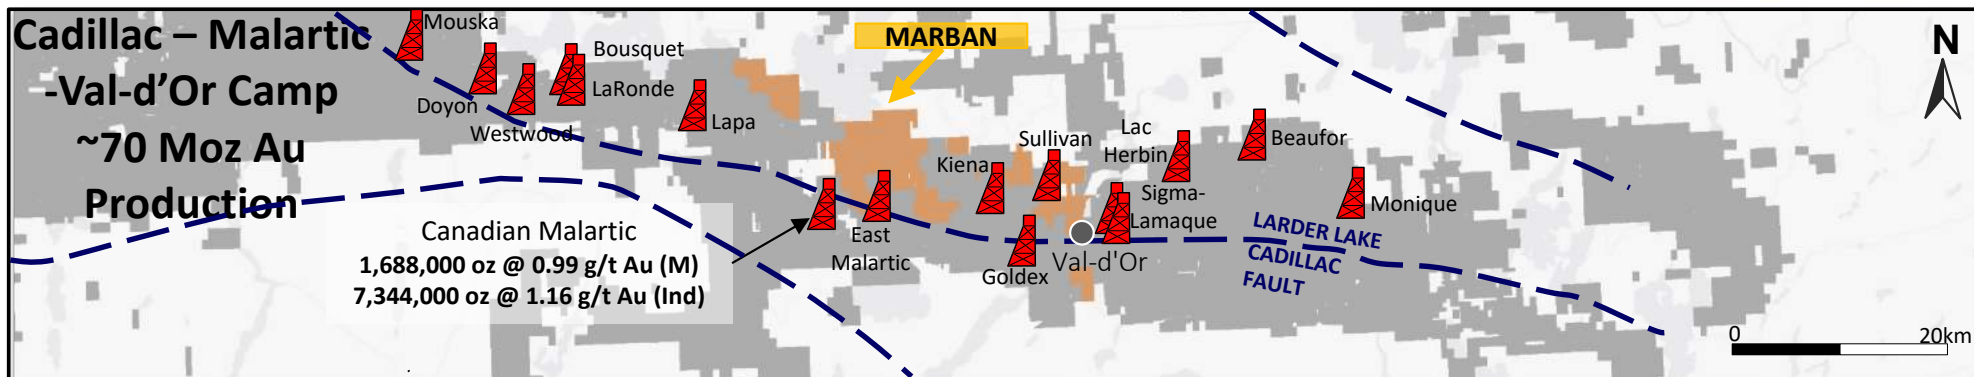 Cadillac – Malartic
-Val-d’Or Camp
~70 Moz Au
Production
Mouska
Doyon
Westwood
Bousquet
LaRonde
Lapa
MARBAN
Canadian Malartic
1,688,000 oz @ 0.99 g/t Au (M)
7,344,000 oz @ 1.16 g/t Au (Ind)
East
Malartic
Kiena
Sullivan
Goldex
Val-d'Or
Lac
Herbin
Sigma-
Lamaque
Beaufor
Monique
LARDER LAKE
CADILLAC
FAULT
N
0 20km